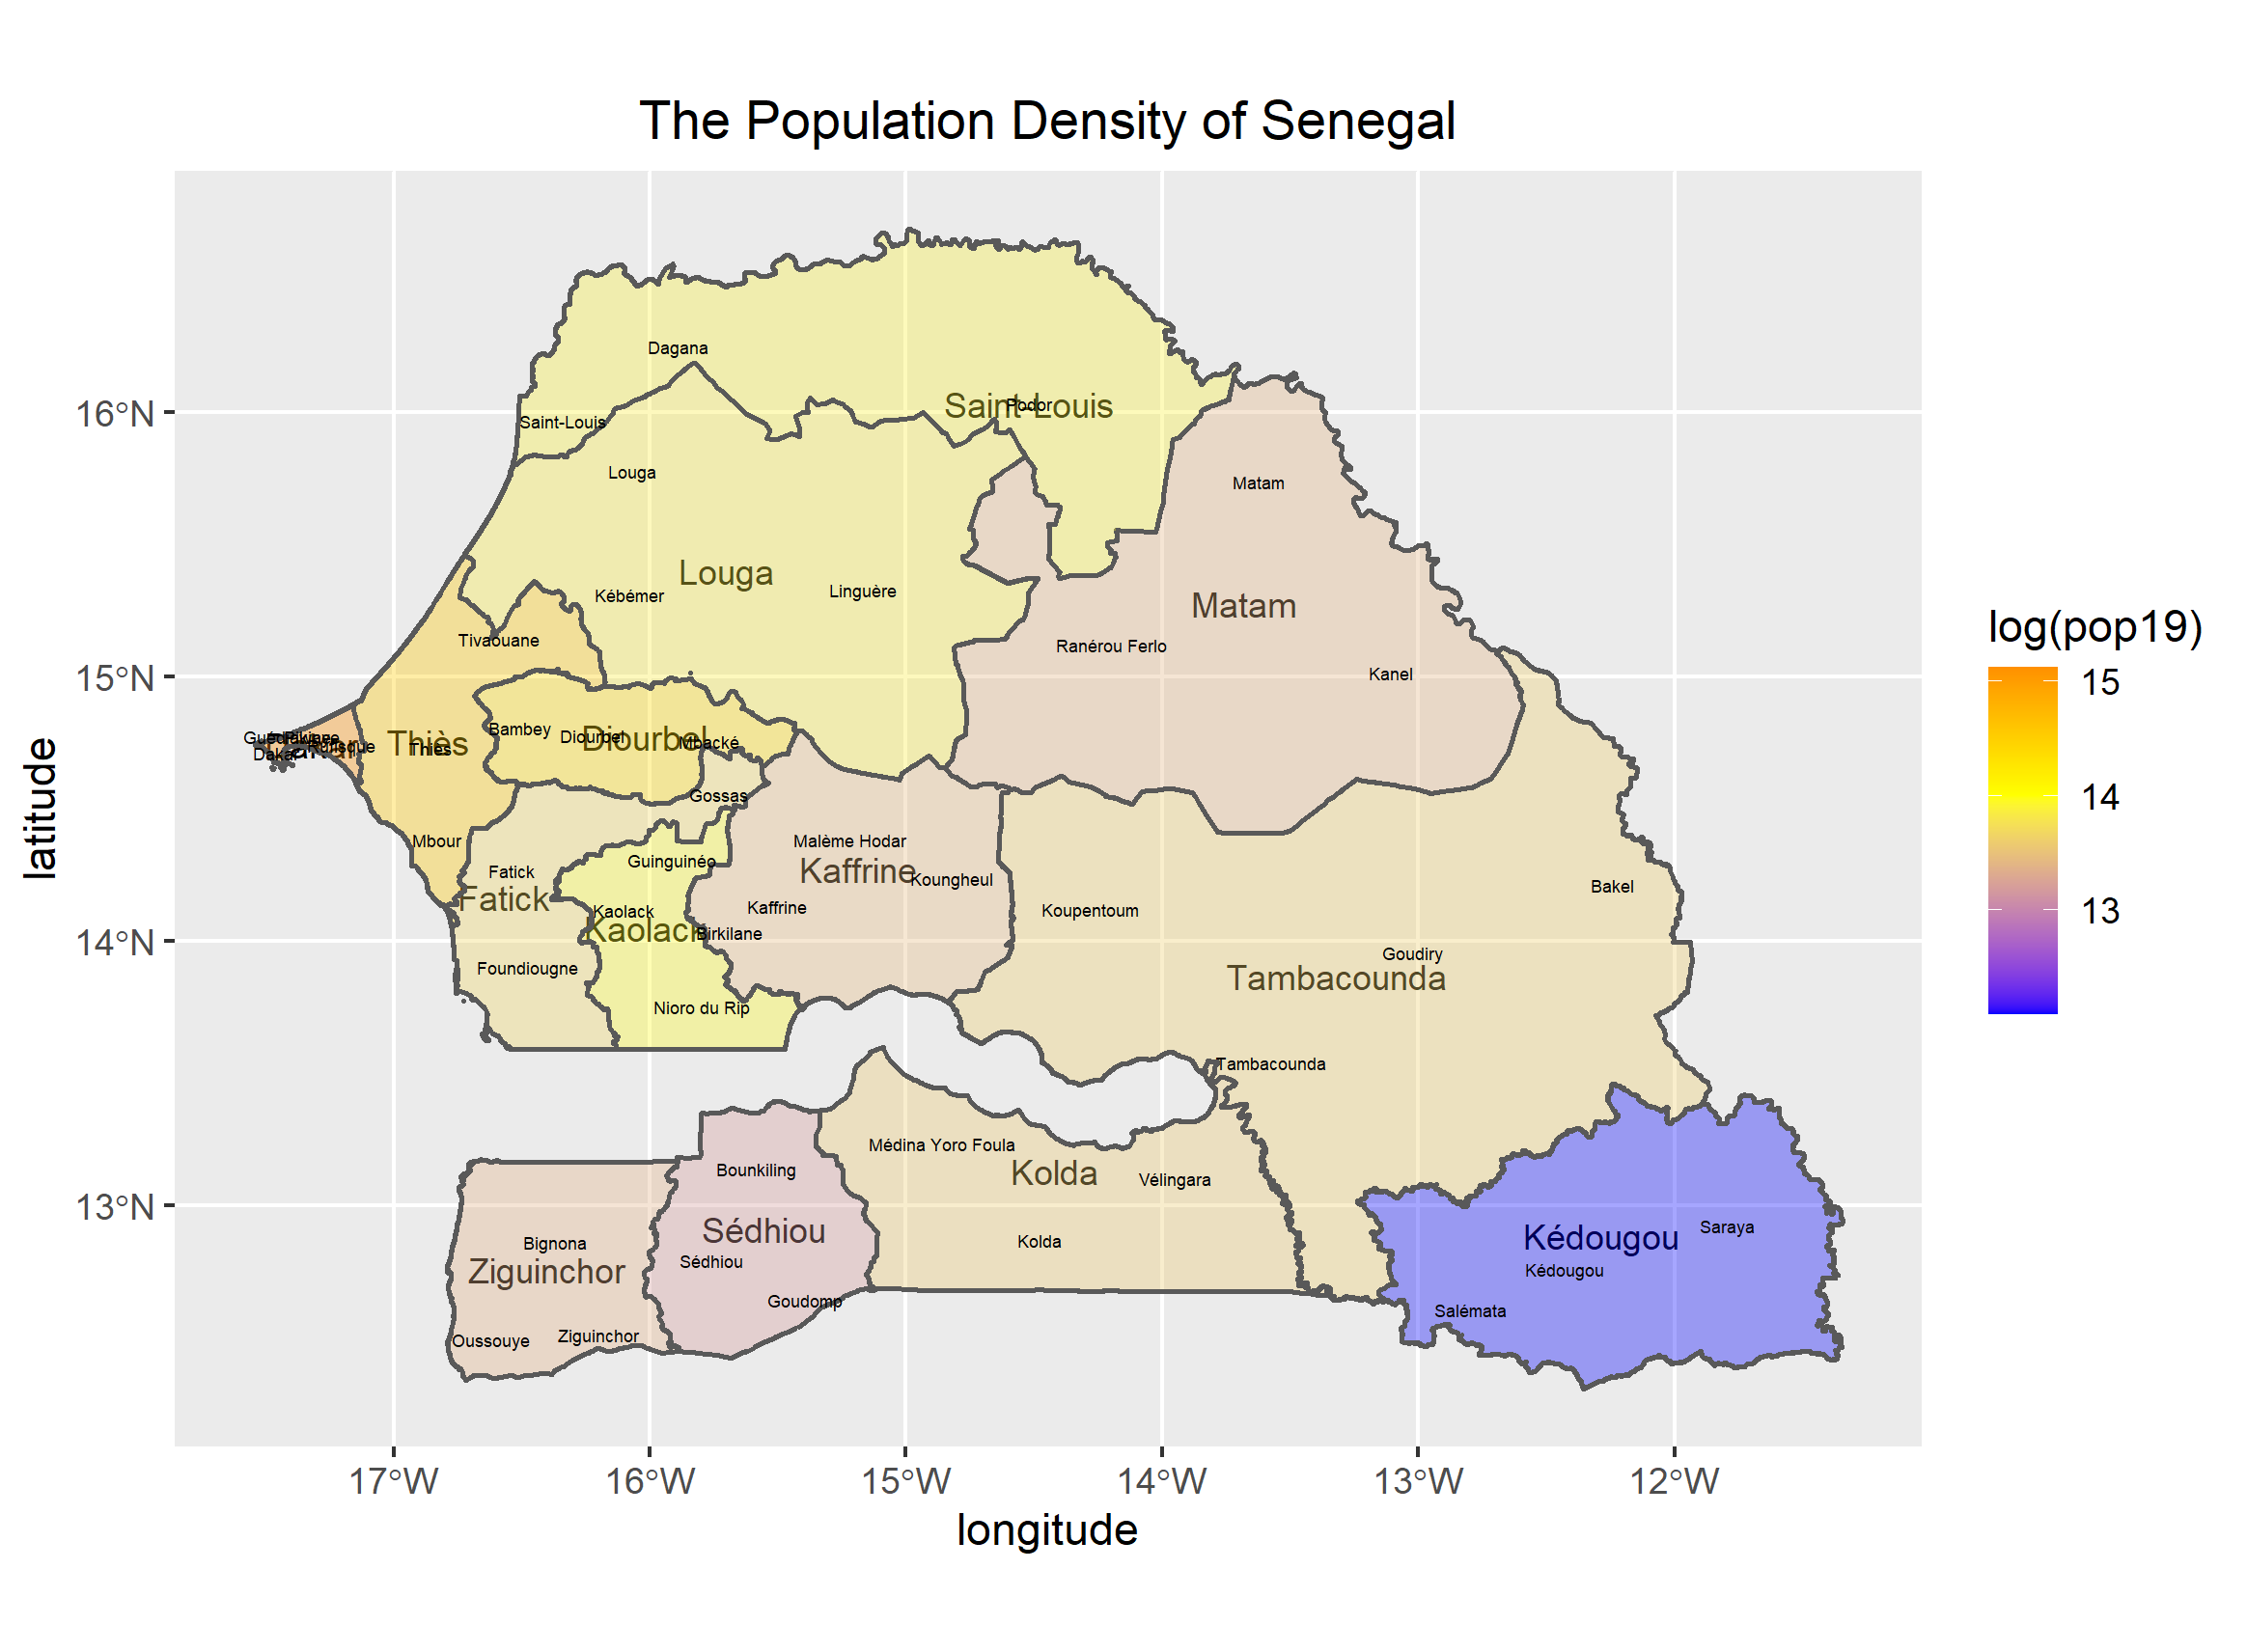 The Population Density of Senegal
Dagana
Saint-Louis
Podor
Saint-Louis
16°N
Louga
Matam
Louga
Kébémer
Linguère
Matam
Tivaouane
Ranérou Ferlo
Kanel
15°N
Thiès
Thiès
Bambey
Diourbel
Diourbel
Mbacké
Rufisque
Dakar
Gossas
Mbour
Malème Hodar
Guinguinéo
Kaffrine
Koungheul
Fatick
Fatick
Kaolack
Kaolack
Kaffrine
Birkilane
Koupentoum
Bakel
14°N
Goudiry
Foundiougne
Tambacounda
Nioro du Rip
Tambacounda
Médina Yoro Foula
Kolda
Vélingara
Bounkiling
13°N
Sédhiou
Sédhiou
Kolda
Kédougou
Saraya
Kédougou
Bignona
Ziguinchor
Goudomp
Salémata
Oussouye
Ziguinchor
17°W
16°W
15°W
14°W
13°W
12°W
longitude
latitude
log(pop19)
15
14
13